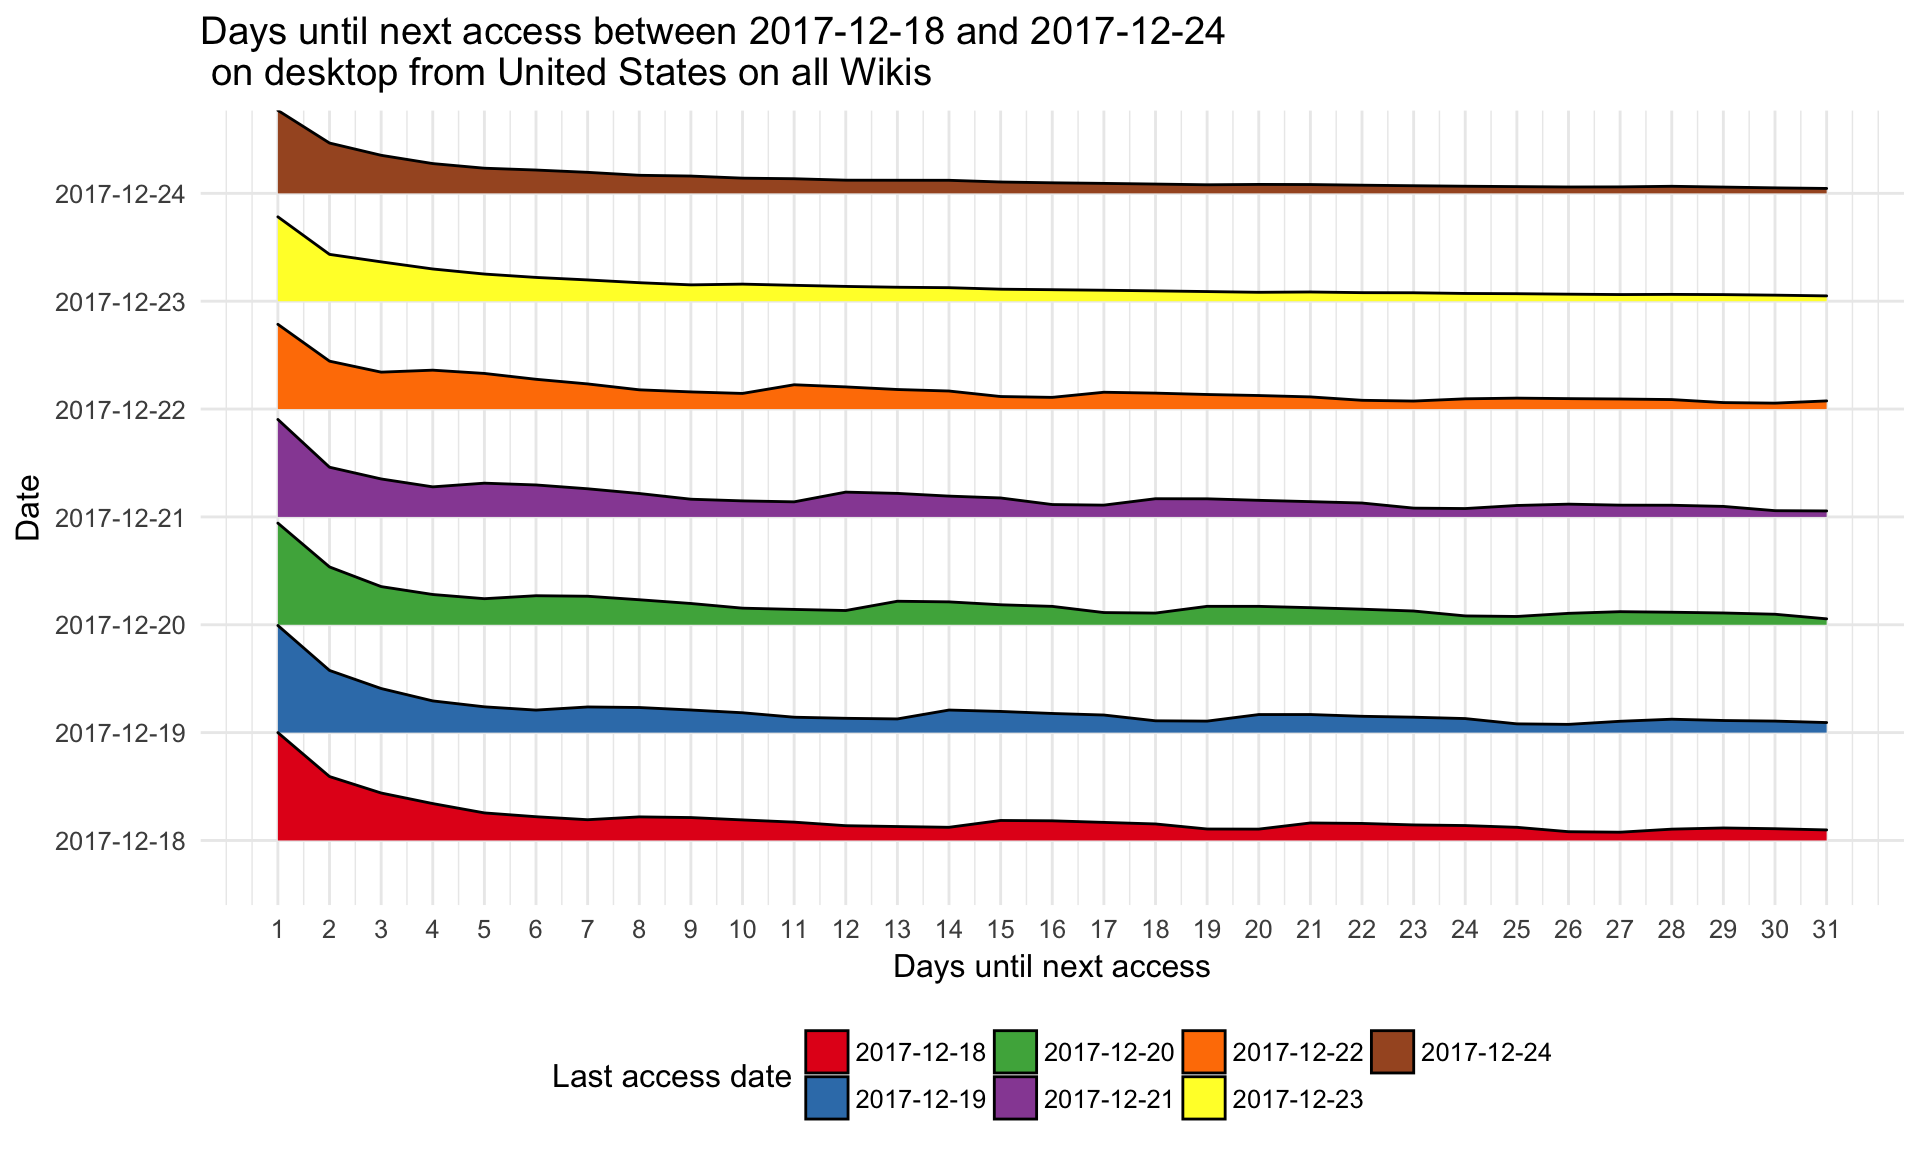 Days until next access between 2017-12-18 and 2017-12-24
on desktop from United States on all Wikis
2017-12-24
2017-12-23
2017-12-22
2017-12-21
2017-12-20
2017-12-19
2017-12-18
Date
1 2 3 4 5 6 7 8 9 10 11 12 13 14 15 16 17 18 19 20 21 22 23 24 25 26 27 28 29 30 31
Days until next access
Last access date
2017-12-18 2017-12-20 2017-12-22 2017-12-24
2017-12-19 2017-12-21 2017-12-23